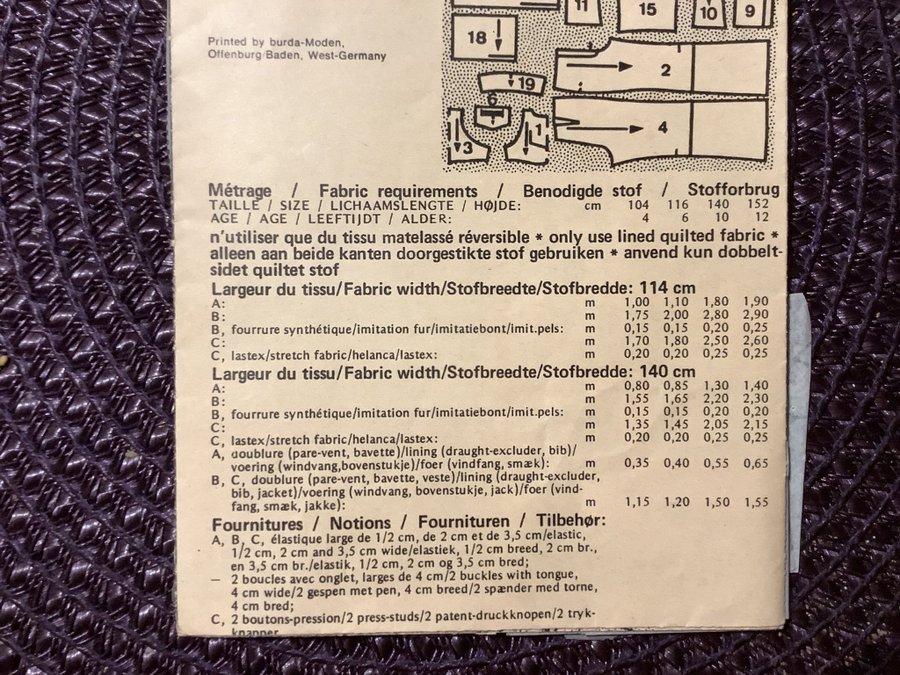 11
15
10
9
18
2
19
6
1
3
4
Printed by burda-Moden,
Offenburg/Baden, West-Germany
Métrage / Fabric requirements / Benodigde stof / Stofforbrug
TAILLE / SIZE / LICHAAMSLENGTE / HØJDE: cm 104 116 140 152
AGE / AGE / LEEFTIJDT / ALDER: 4 6 10 12
n'utiliser que du tissu matelassé réversible * only use lined quilted fabric *
alleen aan beide kanten doorgestikte stof gebruiken * anvend kun dobbelt-
sidet quiltet stof
Largeur du tissu/Fabric width/Stofbreedte/Stofbredde: 114 cm
A: m 1,00 1,10 1,80 1,90
B: m 1,75 2,00 2,80 2,90
B, fourrure synthétique/imitation fur/imitatiebont/imit.pels: m 0,15 0,15 0,20 0,25
C: m 1,70 1,80 2,50 2,60
C, lastex/stretch fabric/helanca/lastex: m 0,20 0,20 0,25 0,25
Largeur du tissu/Fabric width/Stofbreedte/Stofbredde: 140 cm
A: m 0,80 0,85 1,30 1,40
B: m 1,55 1,65 2,20 2,30
B, fourrure synthétique/imitation fur/imitatiebont/imit.pels: m 0,15 0,15 0,20 0,20
C: m 1,35 1,45 2,05 2,15
C, lastex/stretch fabric/helanca/lastex: m 0,20 0,20 0,25 0,25
A, doublure (pare-vent, bavette)/lining (draught-excluder, bib)/
voering (windvang,bovenstukje)/foer (vindfang, smæk): m 0,35 0,40 0,55 0,65
B, C, doublure (pare-vent, bavette, veste)/lining (draught-excluder,
bib, jacket)/voering (windvang, bovenstukje, jack)/foer (vind-
fang, smæk, jakke): m 1,15 1,20 1,50 1,55
Fournitures / Notions / Fournituren / Tilbehør:
A, B, C, élastique large de 1/2 cm, de 2 cm et de 3,5 cm/elastic,
1/2 cm, 2 cm and 3,5 cm wide/elastiek, 1/2 cm breed, 2 cm br.,
en 3,5 cm br./elastik, 1/2 cm, 2 cm og 3,5 cm bred;
— 2 boucles avec onglet, larges de 4 cm/2 buckles with tongue,
4 cm wide/2 gespen met pen, 4 cm breed/2 spænder med torne,
4 cm bred;
C, 2 boutons-pression/2 press-studs/2 patent-druckknopen/2 tryk-
knapper